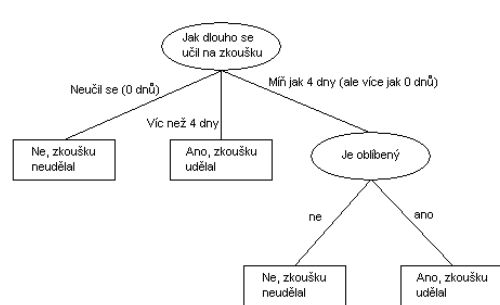 Jak dlouho se
učil na zkoušku
Neučil se (0 dnů)
Víc než 4 dny
Míň jak 4 dny (ale více jak 0 dnů)
Ne, zkoušku
neudělal
Ano, zkoušku
udělal
Je oblíbený
ne
ano
Ne, zkoušku
neudělal
Ano, zkoušku
udělal